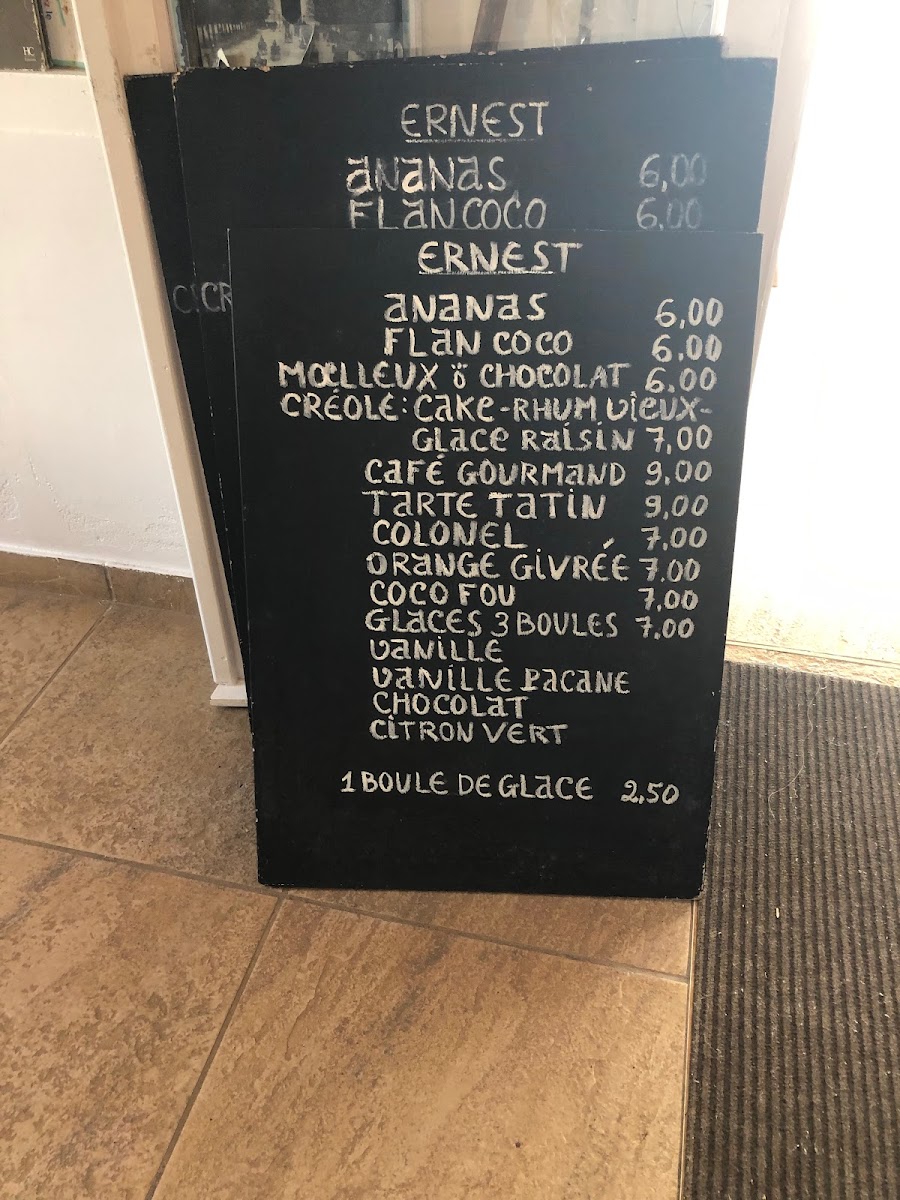 ERNEST
ANANAS 6,00
FLAN COCO 6,00
ERNEST
ANANAS 6,00
FLAN COCO 6,00
MŒLLEUX Ö CHOCOLAT 6,00
CRÉOLE: CAKE-RHUM VIEUX-
GLACE RAISIN 7,00
CAFÉ GOURMAND 9,00
TARTE TATIN 9,00
COLONEL 7,00
ORANGE GIVRÉE 7.00
COCO FOU 7,00
GLACES 3 BOULES 7.00
VANILLE
VANILLE PACANE
CHOCOLAT
CITRON VERT
1 BOULE DE GLACE 2,50